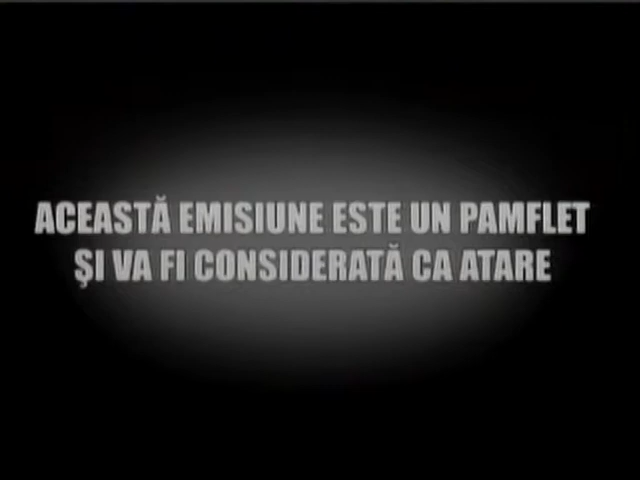 ACEASTĂ EMISIUNE ESTE UN PAMFLET
ŞI VA FI CONSIDERATĂ CA ATARE